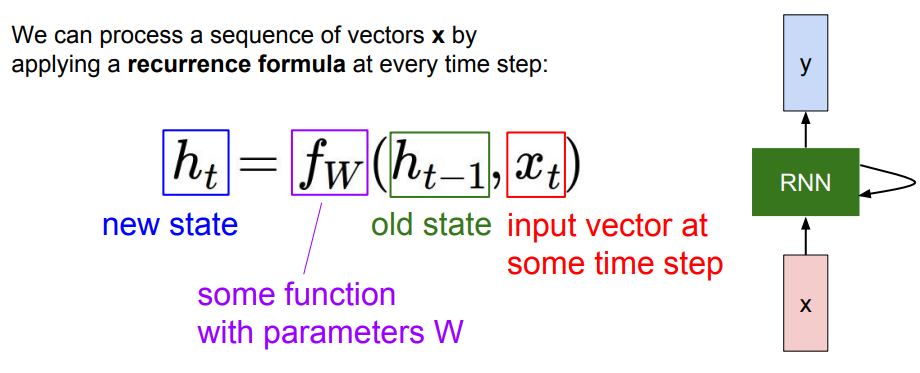 We can process a sequence of vectors x by
applying a recurrence formula at every time step:
h_t = f_W(h_{t-1}, x_t)
new state
old state
input vector at
some time step
some function
with parameters W
y
RNN
x